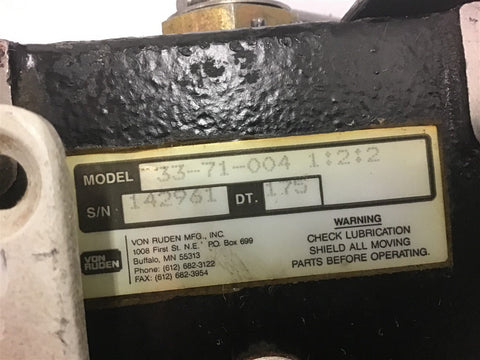 MODEL 33-71-004 1:2:2
S/N. 142961 DT. 175
VON RUDEN
VON RUDEN MFG., INC.
1008 First St. N.E. P.O. Box 699
Buffalo, MN 55313
Phone: (612) 682-3122
FAX: (612) 682-3954
WARNING
CHECK LUBRICATION
SHIELD ALL MOVING
PARTS BEFORE OPERATING.